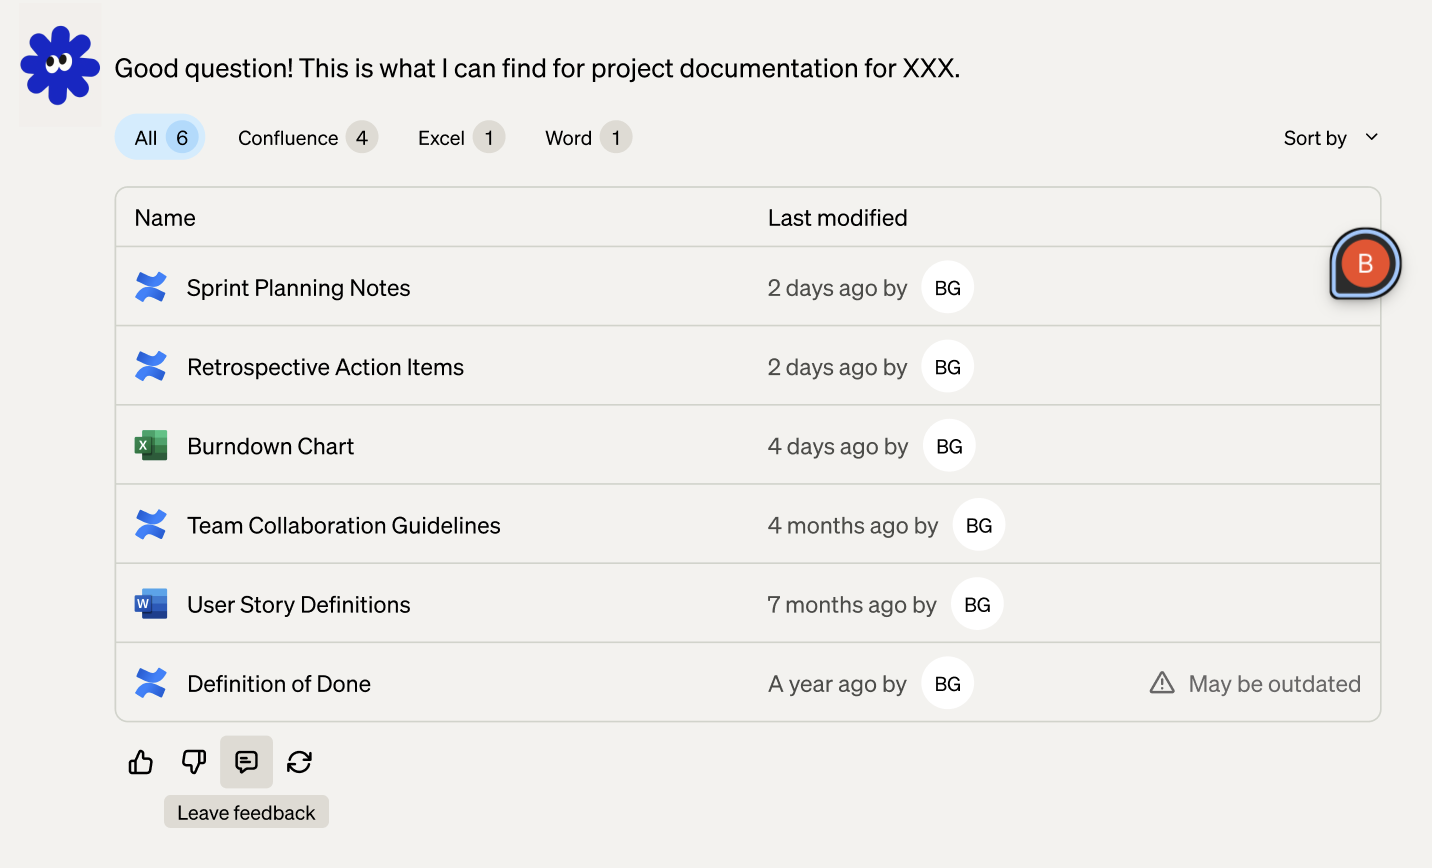 Good question! This is what I can find for project documentation for XXX.
All 6 Confluence 4 Excel 1 Word 1 Sort by
Name Last modified
B
Sprint Planning Notes 2 days ago by BG
Retrospective Action Items 2 days ago by BG
X Burndown Chart 4 days ago by BG
Team Collaboration Guidelines 4 months ago by BG
W User Story Definitions 7 months ago by BG
Definition of Done A year ago by BG May be outdated
Leave feedback